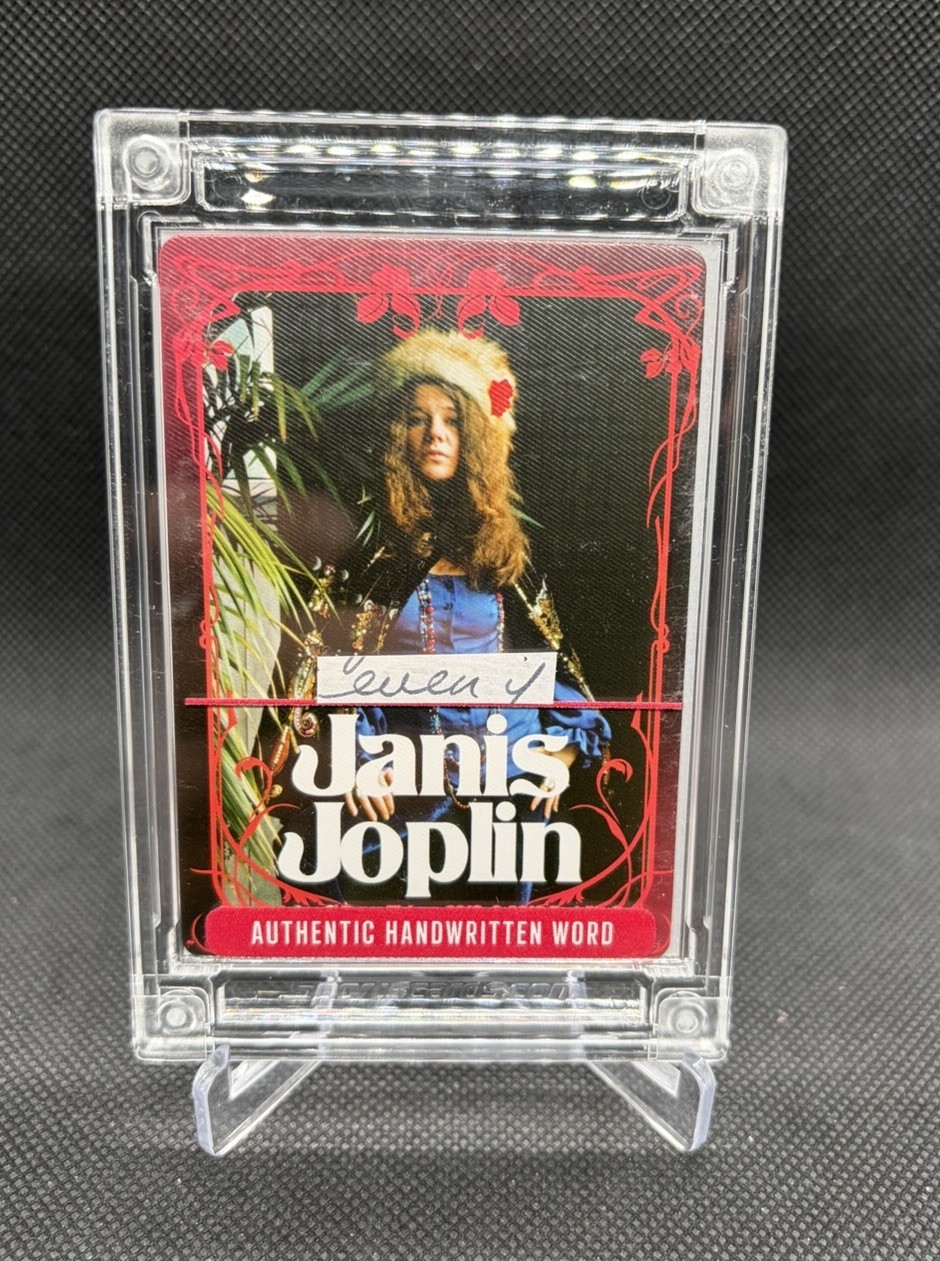 "even if
Janis
Joplin
AUTHENTIC HANDWRITTEN WORD